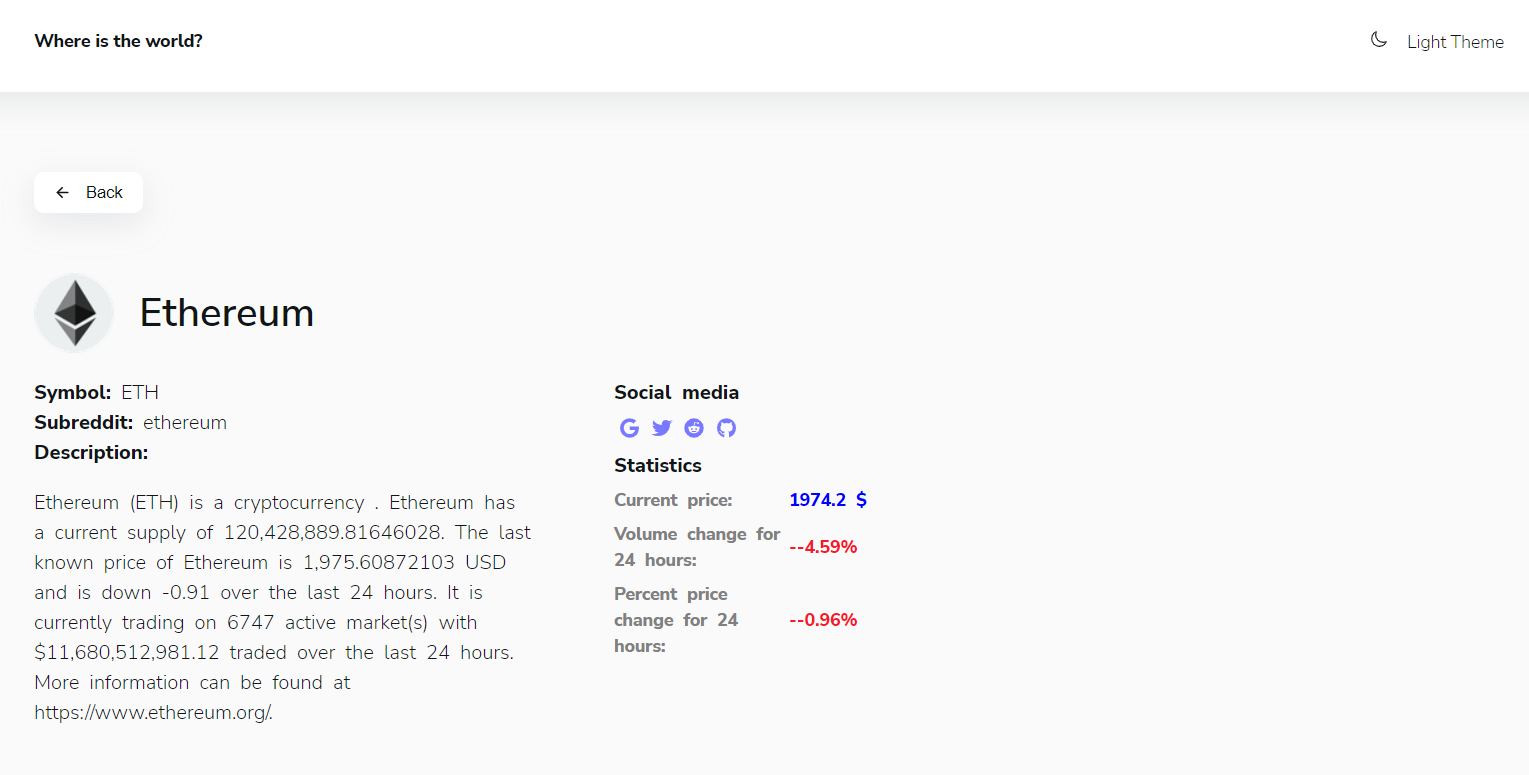 Where is the world?
Light Theme
Back
Ethereum
Symbol: ETH
Subreddit: ethereum
Description:
Ethereum (ETH) is a cryptocurrency . Ethereum has
a current supply of 120,428,889.81646028. The last
known price of Ethereum is 1,975.60872103 USD
and is down -0.91 over the last 24 hours. It is
currently trading on 6747 active market(s) with
$11,680,512,981.12 traded over the last 24 hours.
More information can be found at
https://www.ethereum.org/.
Social media
Statistics
Current price: 1974.2 $
Volume change for
24 hours:
--4.59%
Percent price
change for 24
hours:
--0.96%